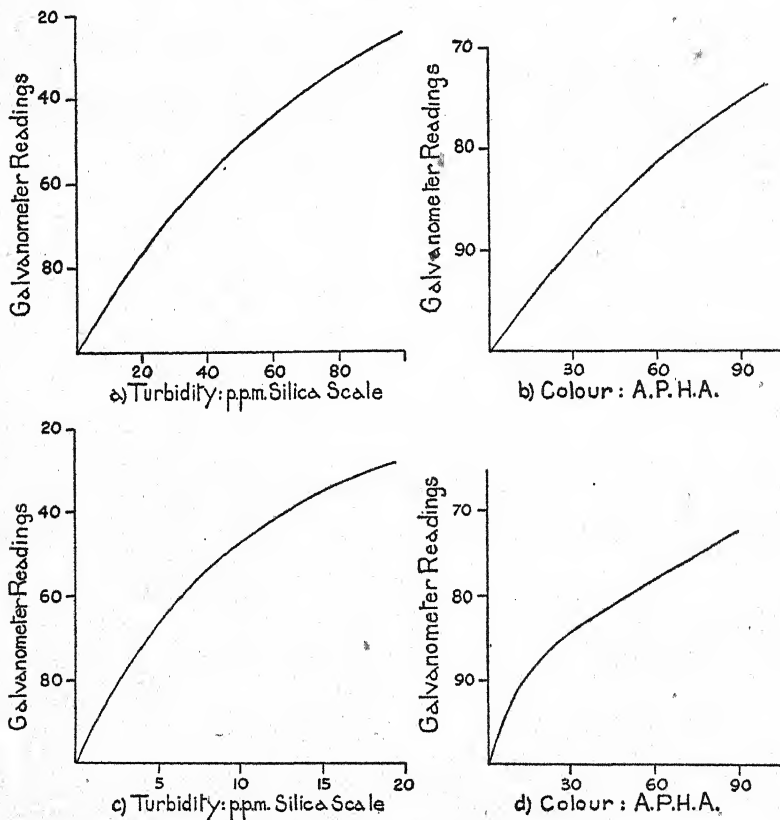 Galvanometer Readings
20
40
60
80
20 40 60 80
a) Turbidity: p.p.m. Silica Scale
Galvanometer Readings
70
80
90
30 60 90
b) Colour : A.P.H.A.
Galvanometer Readings
20
40
60
80
5 10 15 20
c) Turbidity: p.p.m. Silica Scale
Galvanometer Readings
70
80
90
30 60 90
d) Colour : A.P.H.A.